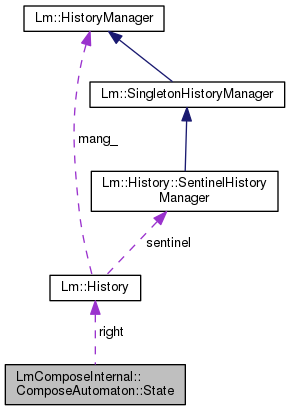 Lm::HistoryManager
Lm::SingletonHistoryManager
mang_
Lm::History::SentinelHistory
Manager
sentinel
Lm::History
right
LmComposeInternal::
ComposeAutomaton::State